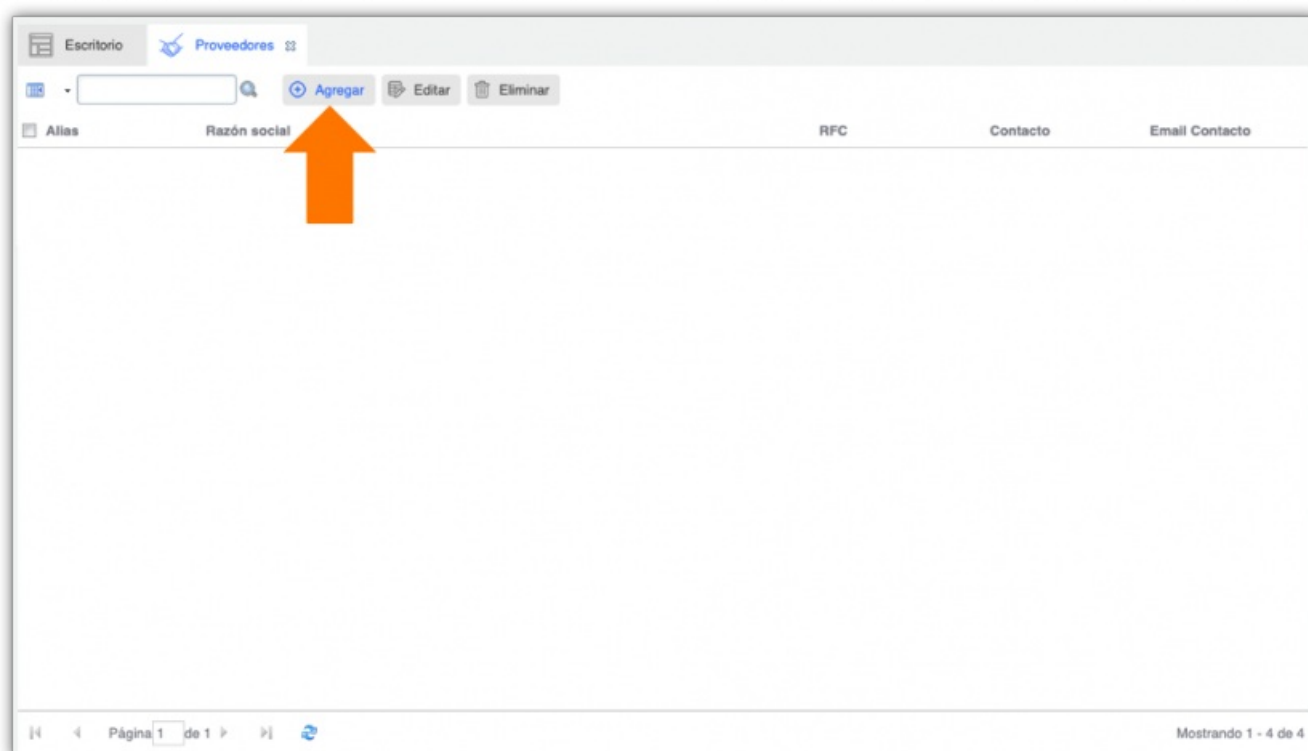 Escritorio Proveedores
Agregar Editar Eliminar
Alias Razón social RFC Contacto Email Contacto
Página 1 de 1 Mostrando 1 - 4 de 4